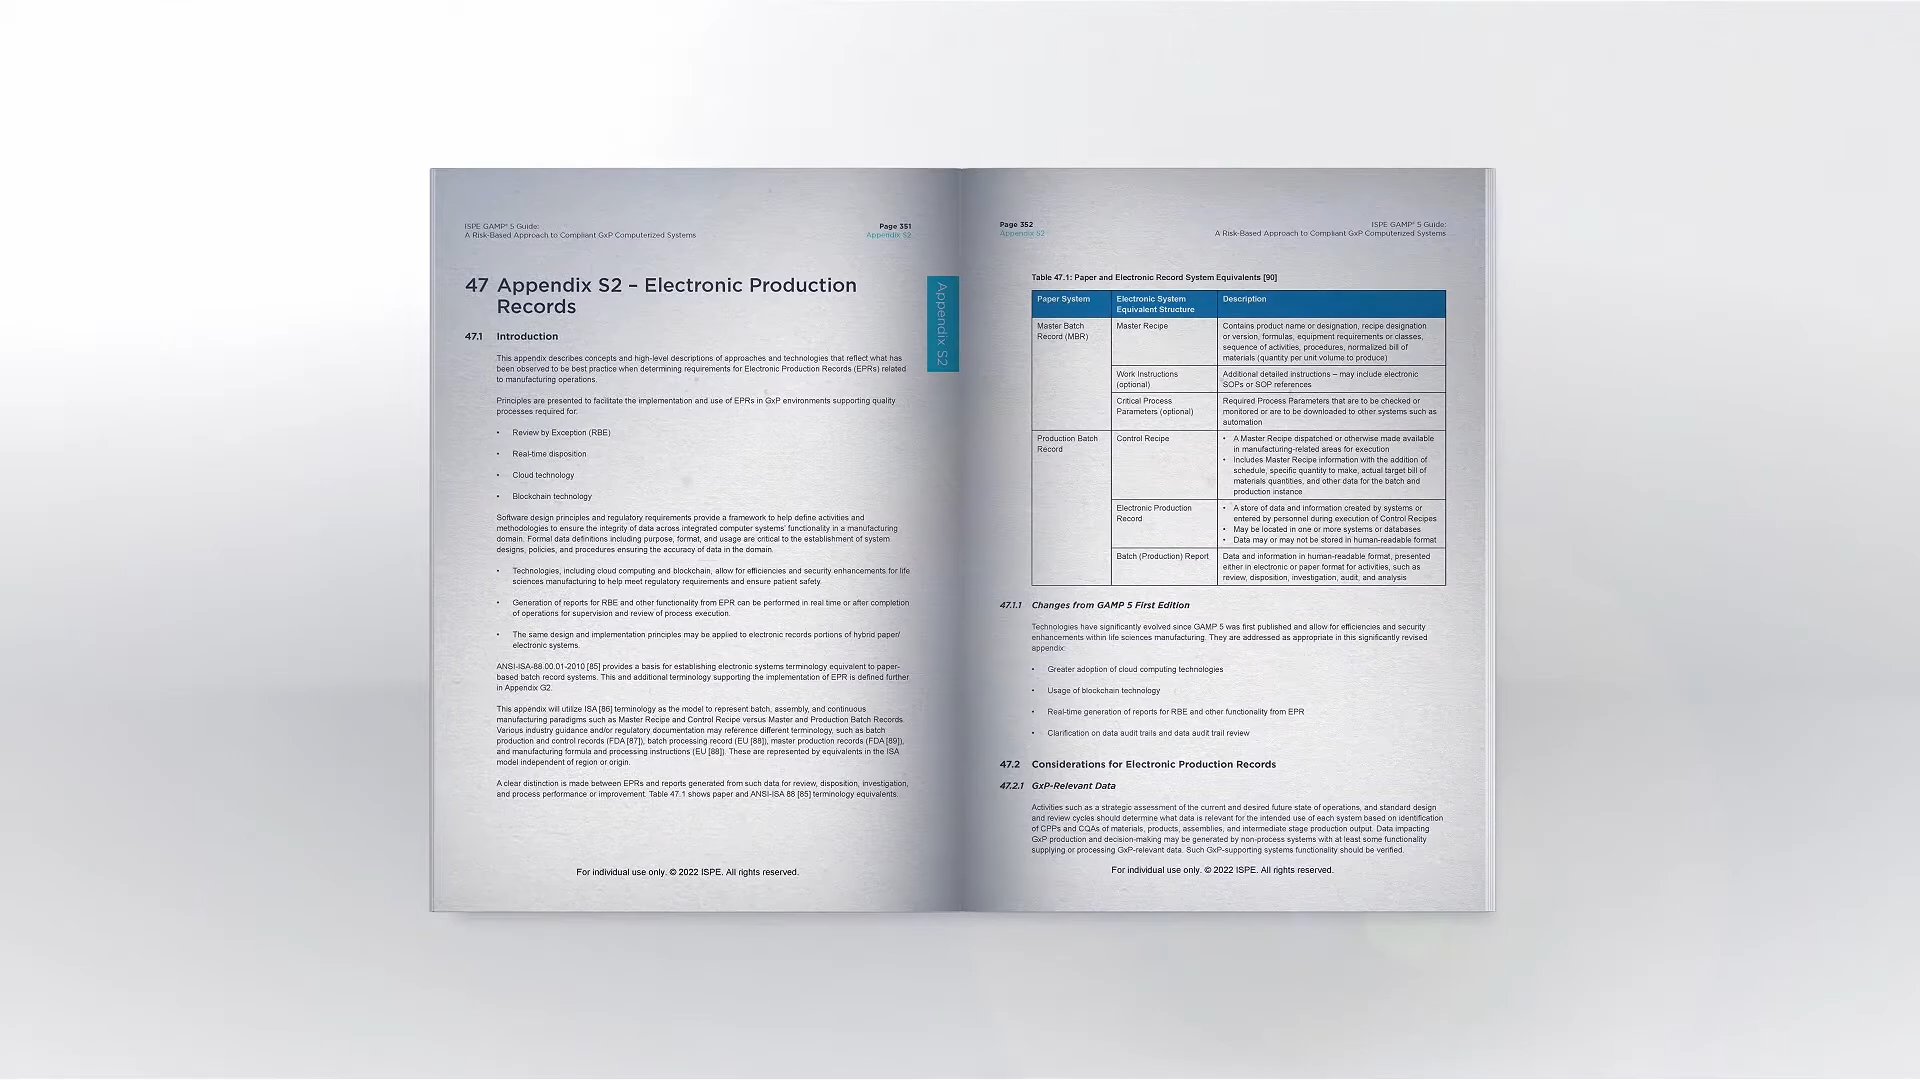 ISPE GAMP® 5 Guide:
A Risk-Based Approach to Compliant GxP Computerized Systems
Page 351
Appendix S2
47 Appendix S2 – Electronic Production
Records
47.1 Introduction
This appendix describes concepts and high-level descriptions of approaches and technologies that reflect what has
been observed to be best practice when determining requirements for Electronic Production Records (EPRs) related
to manufacturing operations.
Principles are presented to facilitate the implementation and use of EPRs in GxP environments supporting quality
processes required for:
• Review by Exception (RBE)
• Real-time disposition
• Cloud technology
• Blockchain technology
Software design principles and regulatory requirements provide a framework to help define activities and
methodologies to ensure the integrity of data across integrated computer systems' functionality in a manufacturing
domain. Formal data definitions including purpose, format, and usage are critical to the establishment of system
designs, policies, and procedures ensuring the accuracy of data in the domain.
• Technologies, including cloud computing and blockchain, allow for efficiencies and security enhancements for life
sciences manufacturing to help meet regulatory requirements and ensure patient safety.
• Generation of reports for RBE and other functionality from EPR can be performed in real time or after completion
of operations for supervision and review of process execution.
• The same design and implementation principles may be applied to electronic records portions of hybrid paper/
electronic systems.
ANSI-ISA-88.00.01-2010 [85] provides a basis for establishing electronic systems terminology equivalent to paper-
based batch record systems. This and additional terminology supporting the implementation of EPR is defined further
in Appendix G2.
This appendix will utilize ISA [86] terminology as the model to represent batch, assembly, and continuous
manufacturing paradigms such as Master Recipe and Control Recipe versus Master and Production Batch Records.
Various industry guidance and/or regulatory documentation may reference different terminology, such as batch
production and control records (FDA [87]), batch processing record (EU [88]), master production records (FDA [89]),
and manufacturing formula and processing instructions (EU [88]). These are represented by equivalents in the ISA
model independent of region or origin.
A clear distinction is made between EPRs and reports generated from such data for review, disposition, investigation,
and process performance or improvement. Table 47.1 shows paper and ANSI-ISA 88 [85] terminology equivalents.
For individual use only. © 2022 ISPE. All rights reserved.
Appendix S2
Page 352
Appendix S2
ISPE GAMP® 5 Guide:
A Risk-Based Approach to Compliant GxP Computerized Systems
Table 47.1: Paper and Electronic Record System Equivalents [90]
Paper System
Electronic System
Equivalent Structure
Description
Master Batch
Record (MBR)
Master Recipe
Contains product name or designation, recipe designation
or version, formulas, equipment requirements or classes,
sequence of activities, procedures, normalized bill of
materials (quantity per unit volume to produce)
Work Instructions
(optional)
Additional detailed instructions – may include electronic
SOPs or SOP references
Critical Process
Parameters (optional)
Required Process Parameters that are to be checked or
monitored or are to be downloaded to other systems such as
automation
Production Batch
Record
Control Recipe
• A Master Recipe dispatched or otherwise made available
in manufacturing-related areas for execution
• Includes Master Recipe information with the addition of
schedule, specific quantity to make, actual target bill of
materials quantities, and other data for the batch and
production instance
Electronic Production
Record
• A store of data and information created by systems or
entered by personnel during execution of Control Recipes
• May be located in one or more systems or databases
• Data may or may not be stored in human-readable format
Batch (Production) Report
Data and information in human-readable format, presented
either in electronic or paper format for activities, such as
review, disposition, investigation, audit, and analysis
47.1.1 Changes from GAMP 5 First Edition
Technologies have significantly evolved since GAMP 5 was first published and allow for efficiencies and security
enhancements within life sciences manufacturing. They are addressed as appropriate in this significantly revised
appendix:
• Greater adoption of cloud computing technologies
• Usage of blockchain technology
• Real-time generation of reports for RBE and other functionality from EPR
• Clarification on data audit trails and data audit trail review
47.2 Considerations for Electronic Production Records
47.2.1 GxP-Relevant Data
Activities such as a strategic assessment of the current and desired future state of operations, and standard design
and review cycles should determine what data is relevant for the intended use of each system based on identification
of CPPs and CQAs of materials, products, assemblies, and intermediate stage production output. Data impacting
GxP production and decision-making may be generated by non-process systems with at least some functionality
supplying or processing GxP-relevant data. Such GxP-supporting systems functionality should be verified.
For individual use only. © 2022 ISPE. All rights reserved.